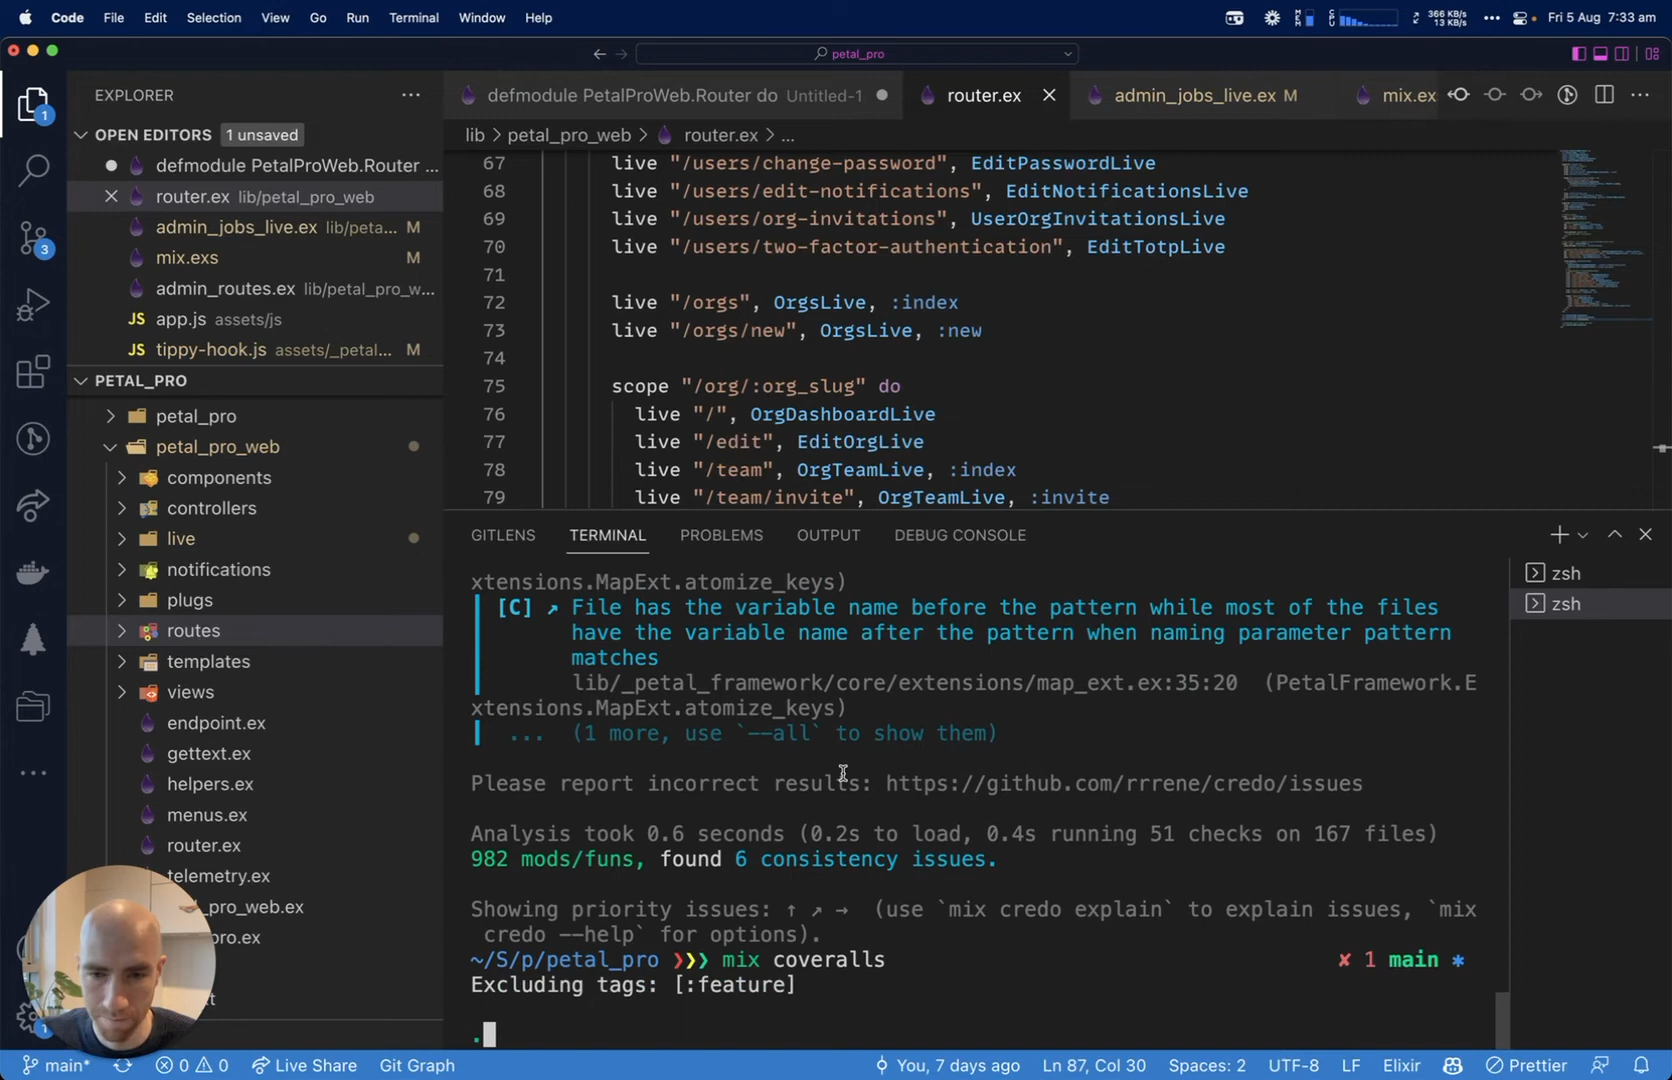 Code File Edit Selection View Go Run Terminal Window Help
MEM CPU 366 KB/s 13 KB/s Fri 5 Aug 7:33 am
petal_pro
EXPLORER
OPEN EDITORS 1 unsaved
defmodule PetalProWeb.Router ...
router.ex lib/petal_pro_web
admin_jobs_live.ex lib/peta... M
mix.exs M
admin_routes.ex lib/petal_pro_w...
JS app.js assets/js
JS tippy-hook.js assets/_petal... M
PETAL_PRO
petal_pro
petal_pro_web
components
controllers
live
notifications
plugs
routes
templates
views
endpoint.ex
gettext.ex
helpers.ex
menus.ex
router.ex
telemetry.ex
_pro_web.ex
pro.ex
defmodule PetalProWeb.Router do Untitled-1
router.ex
admin_jobs_live.ex M
mix.ex
lib > petal_pro_web > router.ex > ...
67 live "/users/change-password", EditPasswordLive
68 live "/users/edit-notifications", EditNotificationsLive
69 live "/users/org-invitations", UserOrgInvitationsLive
70 live "/users/two-factor-authentication", EditTotpLive
71
72 live "/orgs", OrgsLive, :index
73 live "/orgs/new", OrgsLive, :new
74
75 scope "/org/:org_slug" do
76 live "/", OrgDashboardLive
77 live "/edit", EditOrgLive
78 live "/team", OrgTeamLive, :index
79 live "/team/invite", OrgTeamLive, :invite
GITLENS TERMINAL PROBLEMS OUTPUT DEBUG CONSOLE
zsh
zsh
xtensions.MapExt.atomize_keys)
[C] ↗ File has the variable name before the pattern while most of the files
have the variable name after the pattern when naming parameter pattern
matches
lib/_petal_framework/core/extensions/map_ext.ex:35:20 (PetalFramework.E
xtensions.MapExt.atomize_keys)
... (1 more, use `--all` to show them)
Please report incorrect results: https://github.com/rrrene/credo/issues
Analysis took 0.6 seconds (0.2s to load, 0.4s running 51 checks on 167 files)
982 mods/funs, found 6 consistency issues.
Showing priority issues: ↑ ↗ → (use `mix credo explain` to explain issues, `mix
credo --help` for options).
~/S/p/petal_pro ❯❯❯ mix coveralls ✘ 1 main ✱
Excluding tags: [:feature]
.
main* 0 0 Live Share Git Graph You, 7 days ago Ln 87, Col 30 Spaces: 2 UTF-8 LF Elixir Prettier